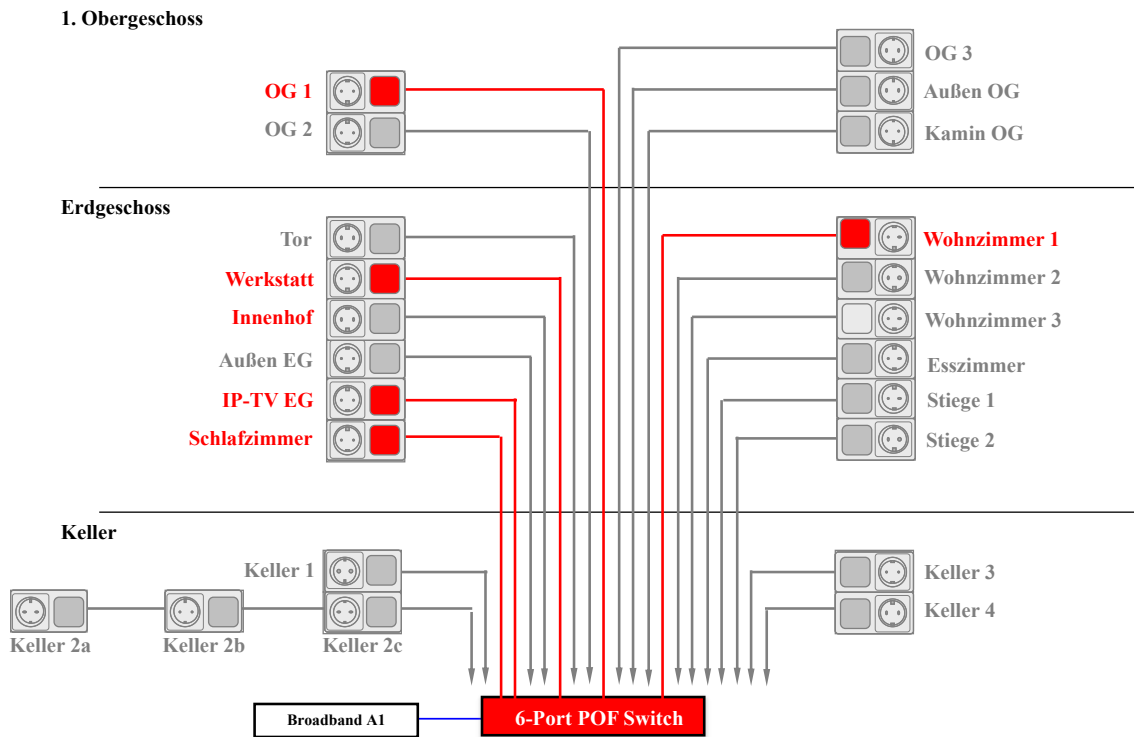 1. Obergeschoss
OG 1
OG 2
OG 3
Außen OG
Kamin OG
Erdgeschoss
Tor
Werkstatt
Innenhof
Außen EG
IP-TV EG
Schlafzimmer
Wohnzimmer 1
Wohnzimmer 2
Wohnzimmer 3
Esszimmer
Stiege 1
Stiege 2
Keller
Keller 1
Keller 2a
Keller 2b
Keller 2c
Keller 3
Keller 4
Broadband A1
6-Port POF Switch